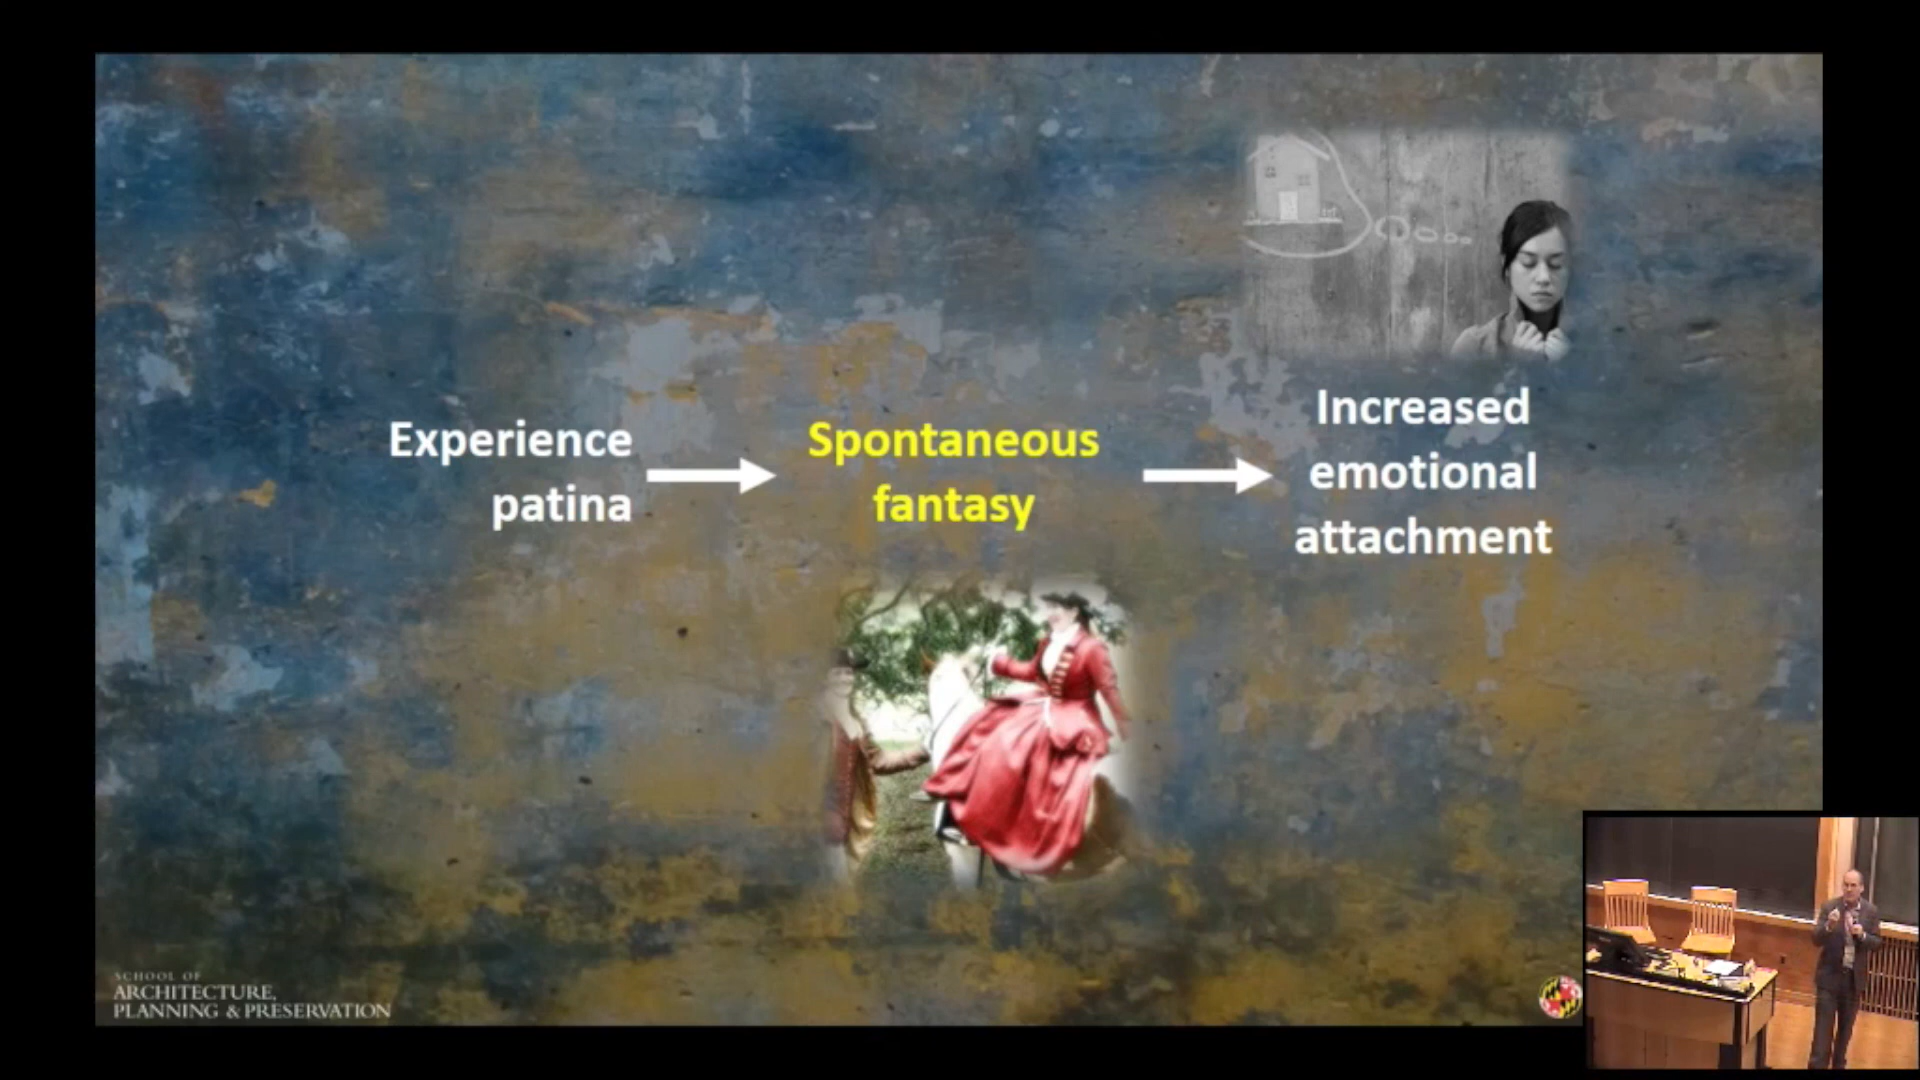 Experience
patina
Spontaneous
fantasy
Increased
emotional
attachment
SCHOOL OF
ARCHITECTURE,
PLANNING & PRESERVATION